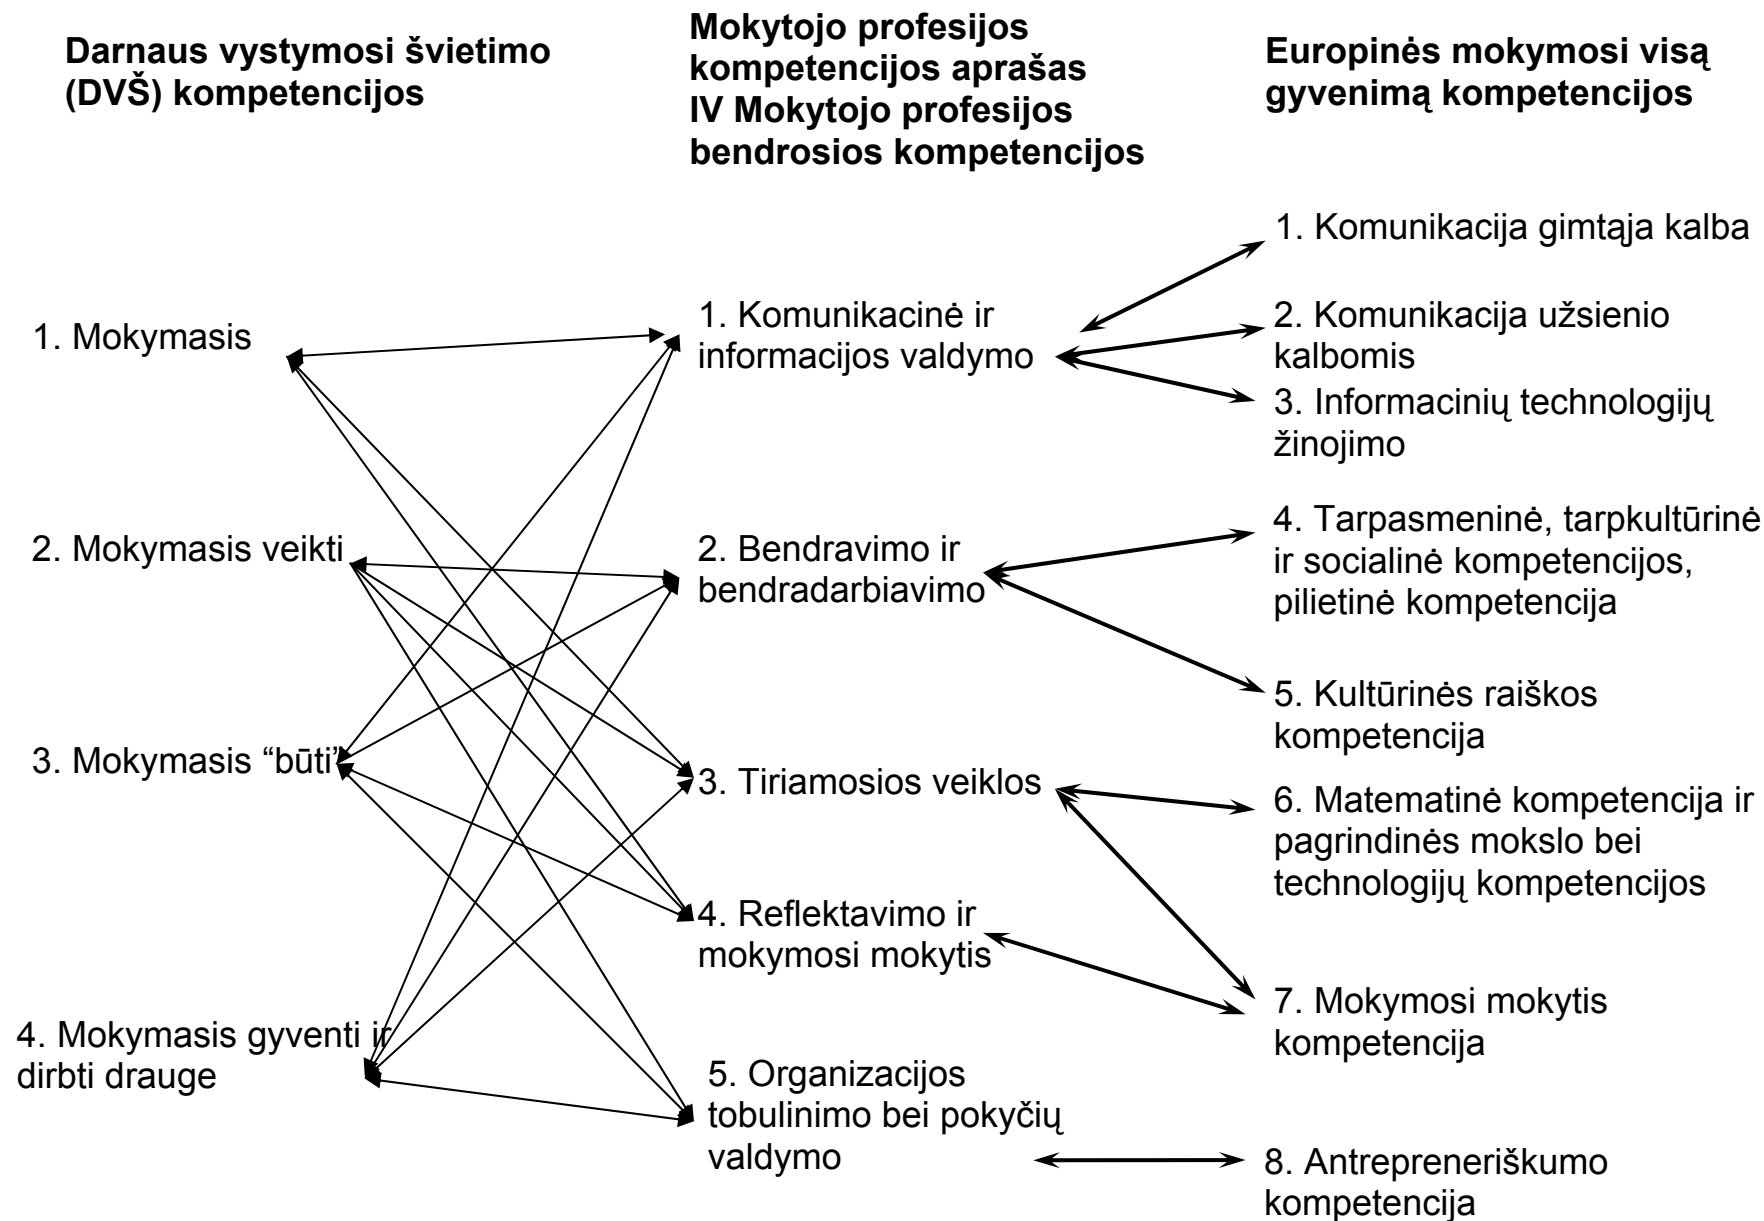 Darnaus vystymosi švietimo
(DVŠ) kompetencijos
Mokytojo profesijos
kompetencijos aprašas
IV Mokytojo profesijos
bendrosios kompetencijos
Europinės mokymosi visą
gyvenimą kompetencijos
1. Mokymasis
2. Mokymasis veikti
3. Mokymasis “būti”
4. Mokymasis gyventi ir
dirbti drauge
1. Komunikacinė ir
informacijos valdymo
2. Bendravimo ir
bendradarbiavimo
3. Tiriamosios veiklos
4. Reflektavimo ir
mokymosi mokytis
5. Organizacijos
tobulinimo bei pokyčių
valdymo
1. Komunikacija gimtąja kalba
2. Komunikacija užsienio
kalbomis
3. Informacinių technologijų
žinojimo
4. Tarpasmeninė, tarpkultūrinė
ir socialinė kompetencijos,
pilietinė kompetencija
5. Kultūrinės raiškos
kompetencija
6. Matematinė kompetencija ir
pagrindinės mokslo bei
technologijų kompetencijos
7. Mokymosi mokytis
kompetencija
8. Antrepreneriškumo
kompetencija